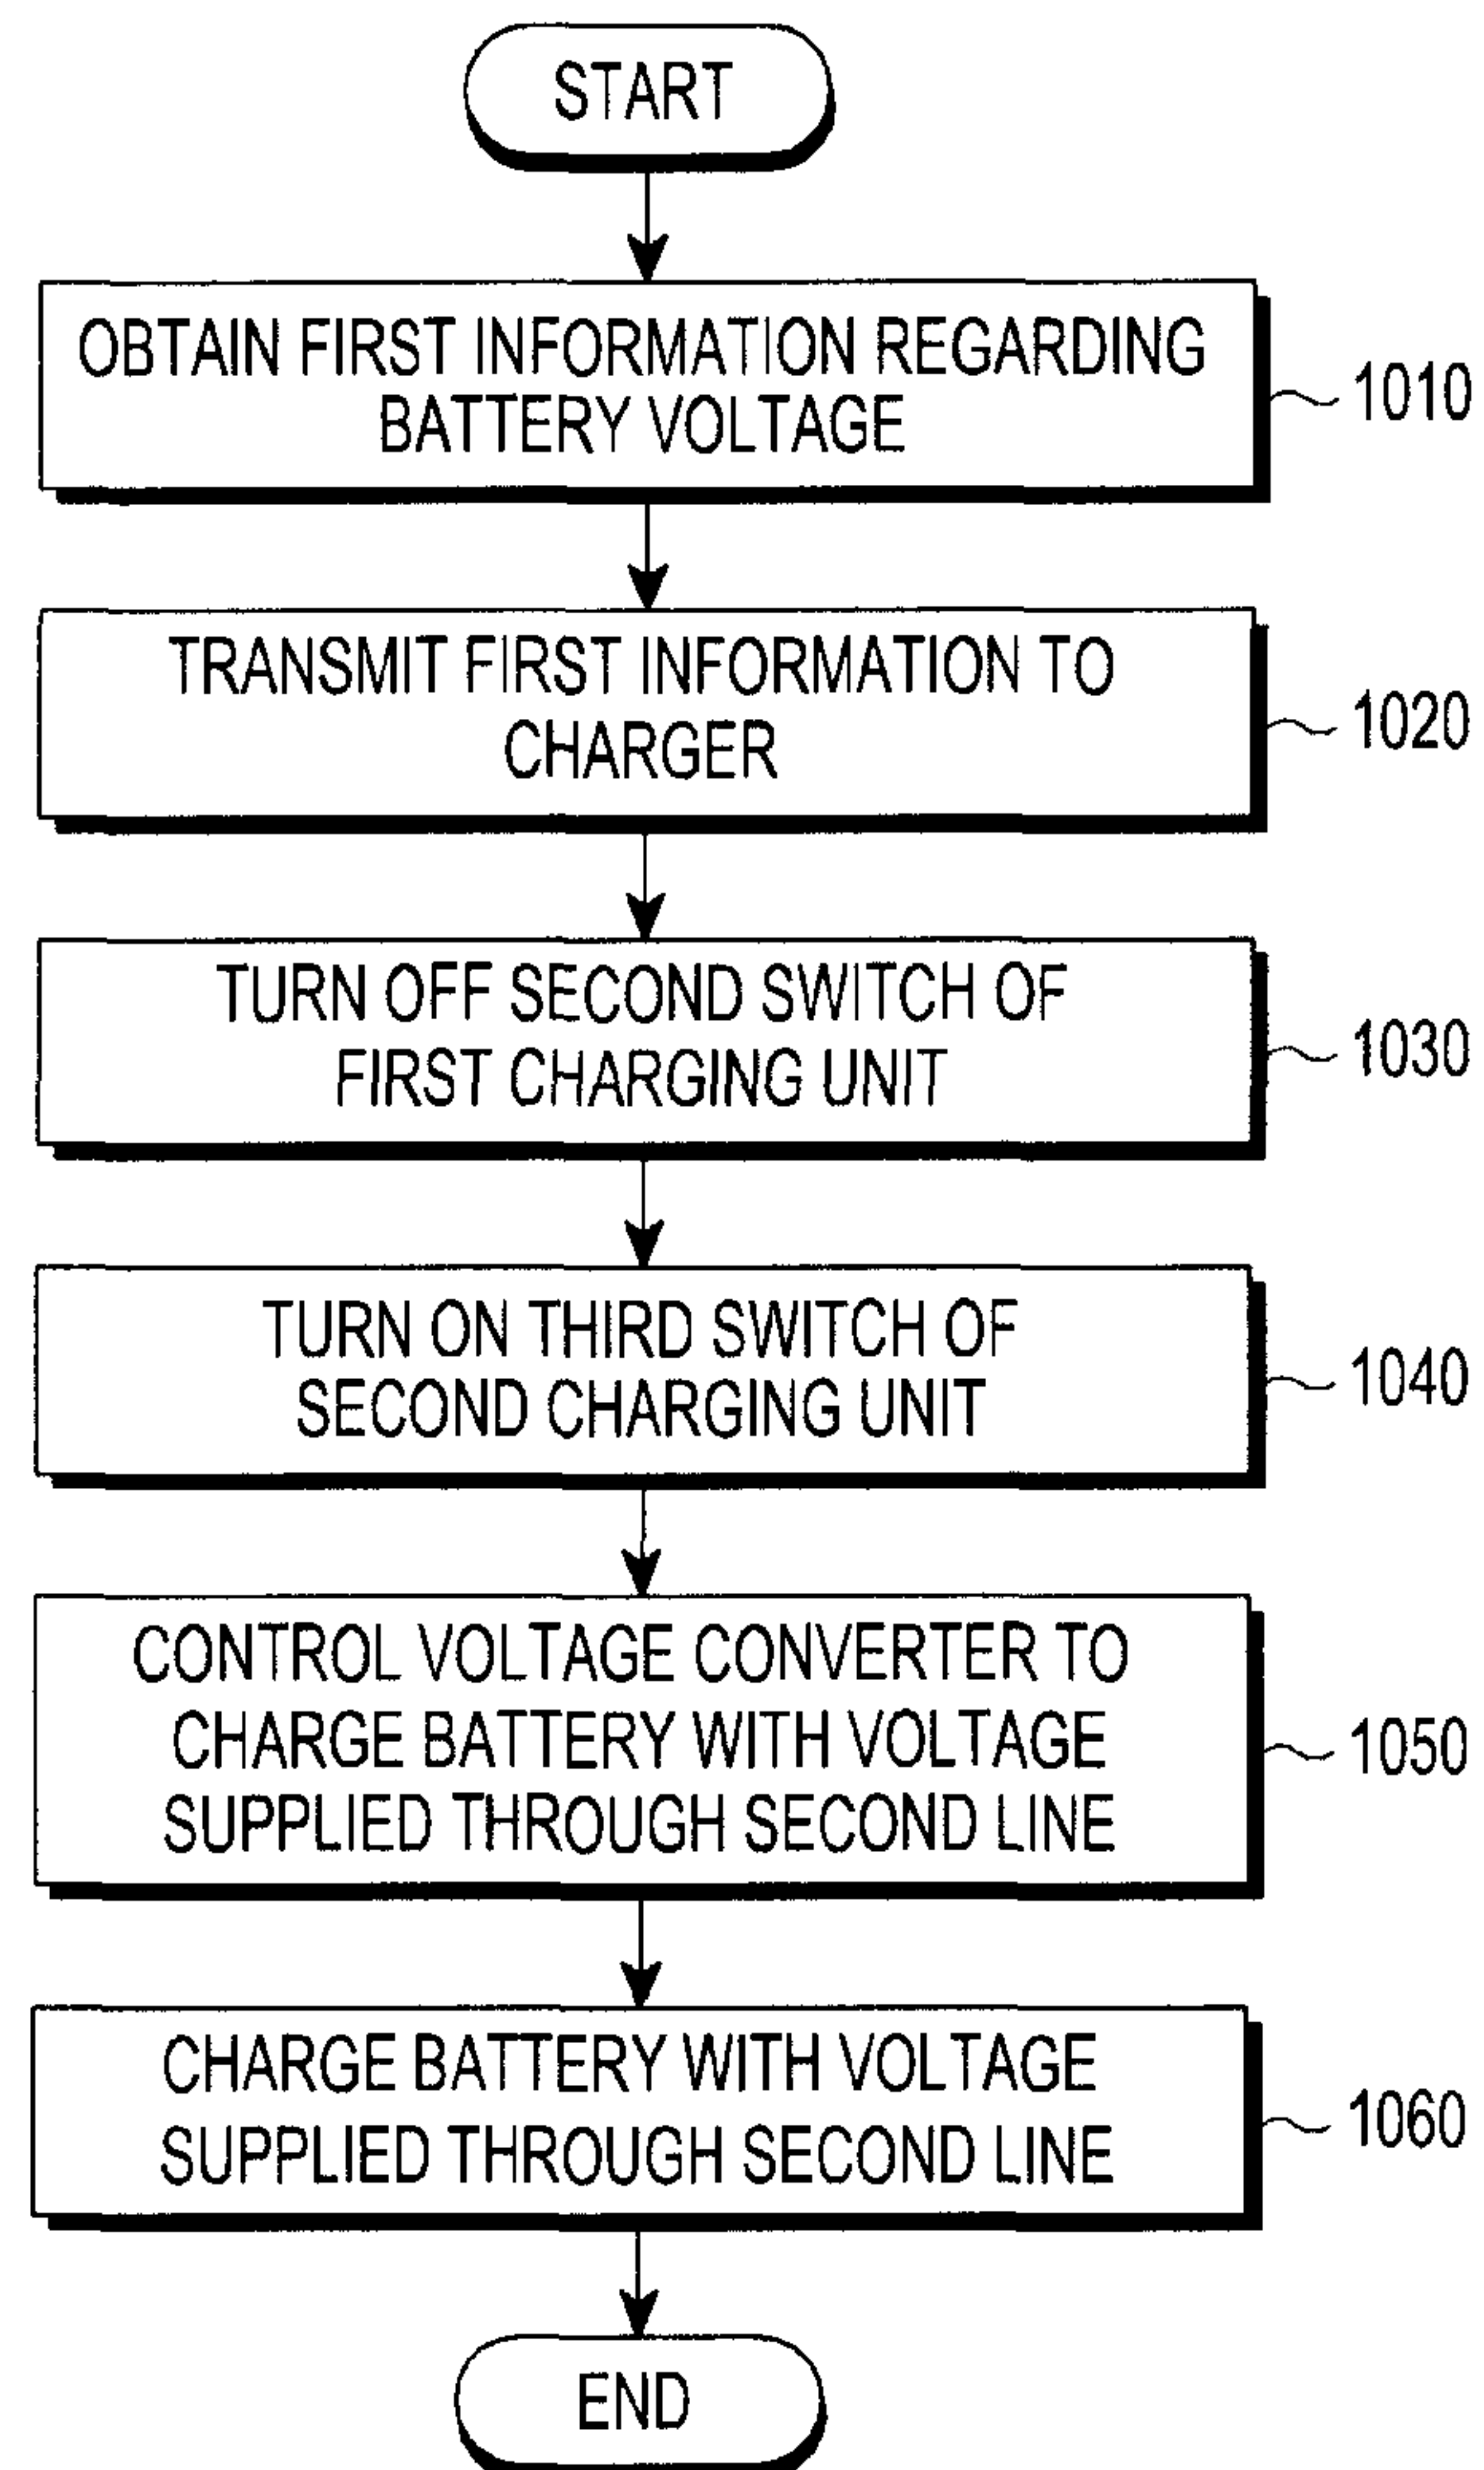 START
OBTAIN FIRST INFORMATION REGARDING
BATTERY VOLTAGE
1010
TRANSMIT FIRST INFORMATION TO
CHARGER
1020
TURN OFF SECOND SWITCH OF
FIRST CHARGING UNIT
1030
TURN ON THIRD SWITCH OF
SECOND CHARGING UNIT
1040
CONTROL VOLTAGE CONVERTER TO
CHARGE BATTERY WITH VOLTAGE
SUPPLIED THROUGH SECOND LINE
1050
CHARGE BATTERY WITH VOLTAGE
SUPPLIED THROUGH SECOND LINE
1060
END